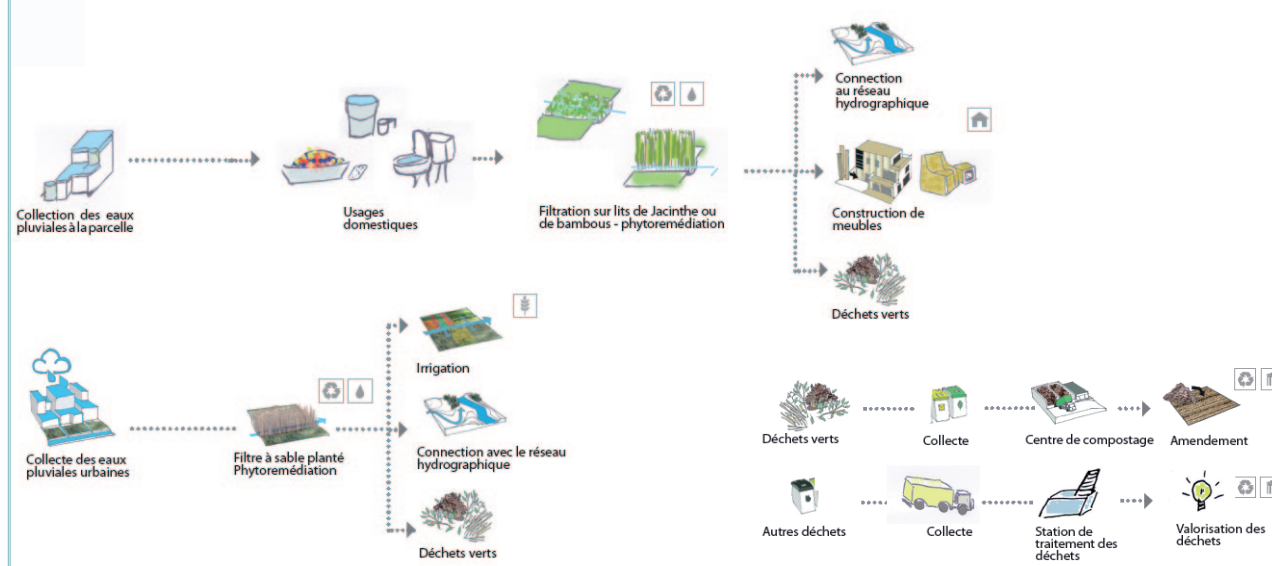 Connection
au réseau
hydrographique
Collection des eaux
pluviales à la parcelle
Usages
domestiques
Filtration sur lits de Jacinthe ou
de bambous - phytoremédiation
Construction de
meubles
Déchets verts
Irrigation
Collecte des eaux
pluviales urbaines
Filtre à sable planté
Phytoremédiation
Connection avec le réseau
hydrographique
Déchets verts
Déchets verts
Collecte
Centre de compostage
Amendement
Autres déchets
Collecte
Station de
traitement des
déchets
Valorisation des
déchets